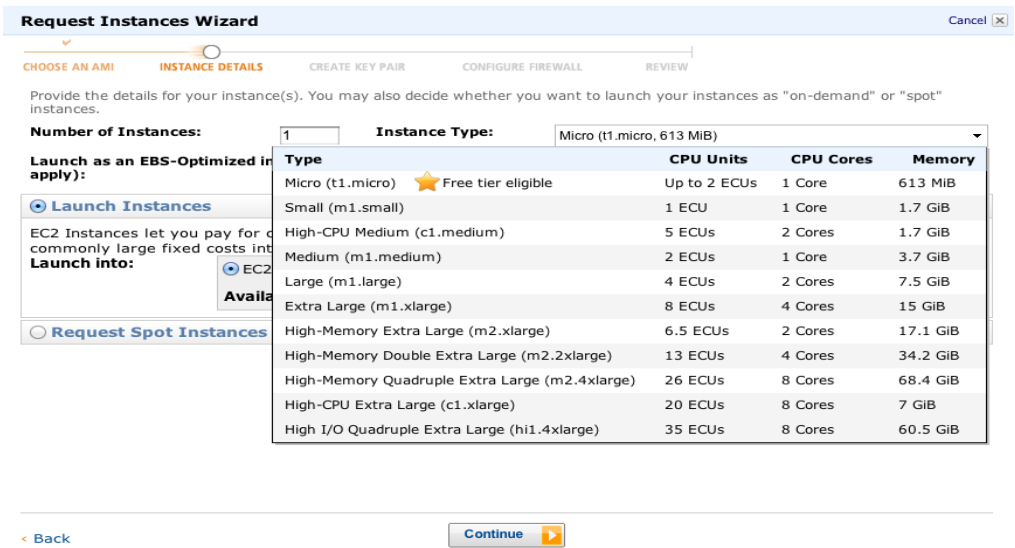 Request Instances Wizard Cancel
CHOOSE AN AMI INSTANCE DETAILS CREATE KEY PAIR CONFIGURE FIREWALL REVIEW
Provide the details for your instance(s). You may also decide whether you want to launch your instances as "on-demand" or "spot"
instances.
Number of Instances: 1 Instance Type: Micro (t1.micro, 613 MiB)
Launch as an EBS-Optimized in
apply):
Type CPU Units CPU Cores Memory
Micro (t1.micro) Free tier eligible Up to 2 ECUs 1 Core 613 MiB
Small (m1.small) 1 ECU 1 Core 1.7 GiB
High-CPU Medium (c1.medium) 5 ECUs 2 Cores 1.7 GiB
Medium (m1.medium) 2 ECUs 1 Core 3.7 GiB
Large (m1.large) 4 ECUs 2 Cores 7.5 GiB
Extra Large (m1.xlarge) 8 ECUs 4 Cores 15 GiB
High-Memory Extra Large (m2.xlarge) 6.5 ECUs 2 Cores 17.1 GiB
High-Memory Double Extra Large (m2.2xlarge) 13 ECUs 4 Cores 34.2 GiB
High-Memory Quadruple Extra Large (m2.4xlarge) 26 ECUs 8 Cores 68.4 GiB
High-CPU Extra Large (c1.xlarge) 20 ECUs 8 Cores 7 GiB
High I/O Quadruple Extra Large (hi1.4xlarge) 35 ECUs 8 Cores 60.5 GiB
Launch Instances
EC2 Instances let you pay for c
commonly large fixed costs int
Launch into: EC2
Availa
Request Spot Instances
< Back Continue